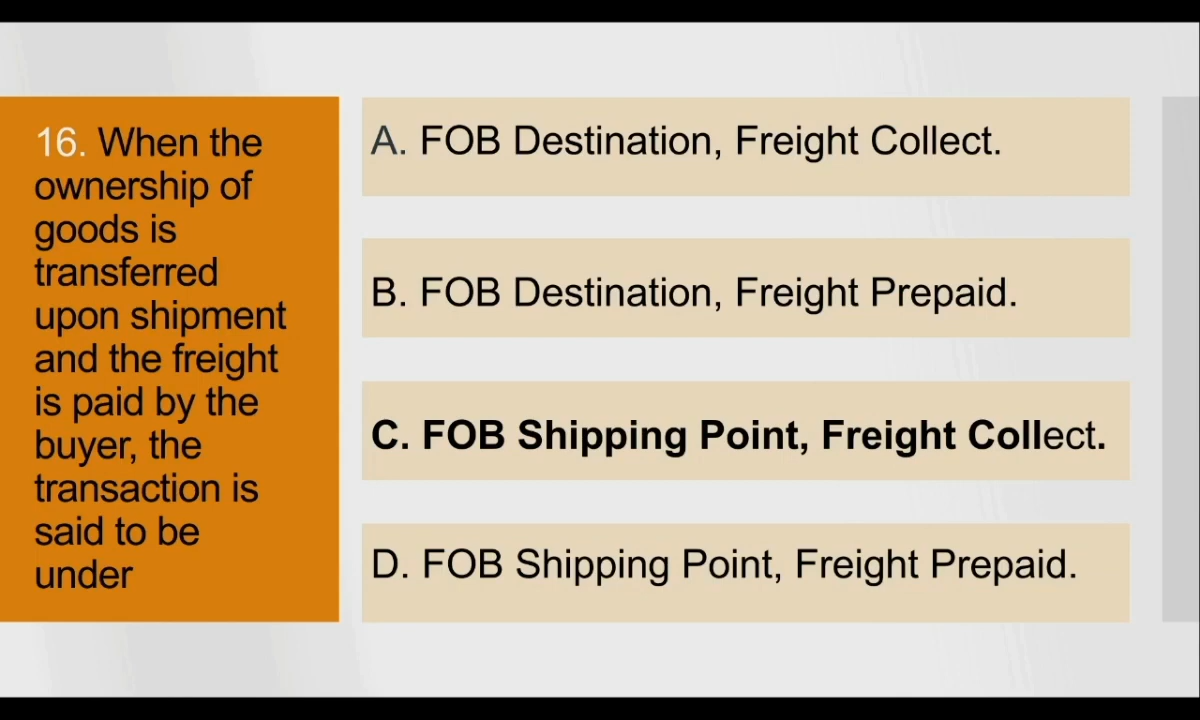 16. When the
ownership of
goods is
transferred
upon shipment
and the freight
is paid by the
buyer, the
transaction is
said to be
under
A. FOB Destination, Freight Collect.
B. FOB Destination, Freight Prepaid.
C. FOB Shipping Point, Freight Collect.
D. FOB Shipping Point, Freight Prepaid.